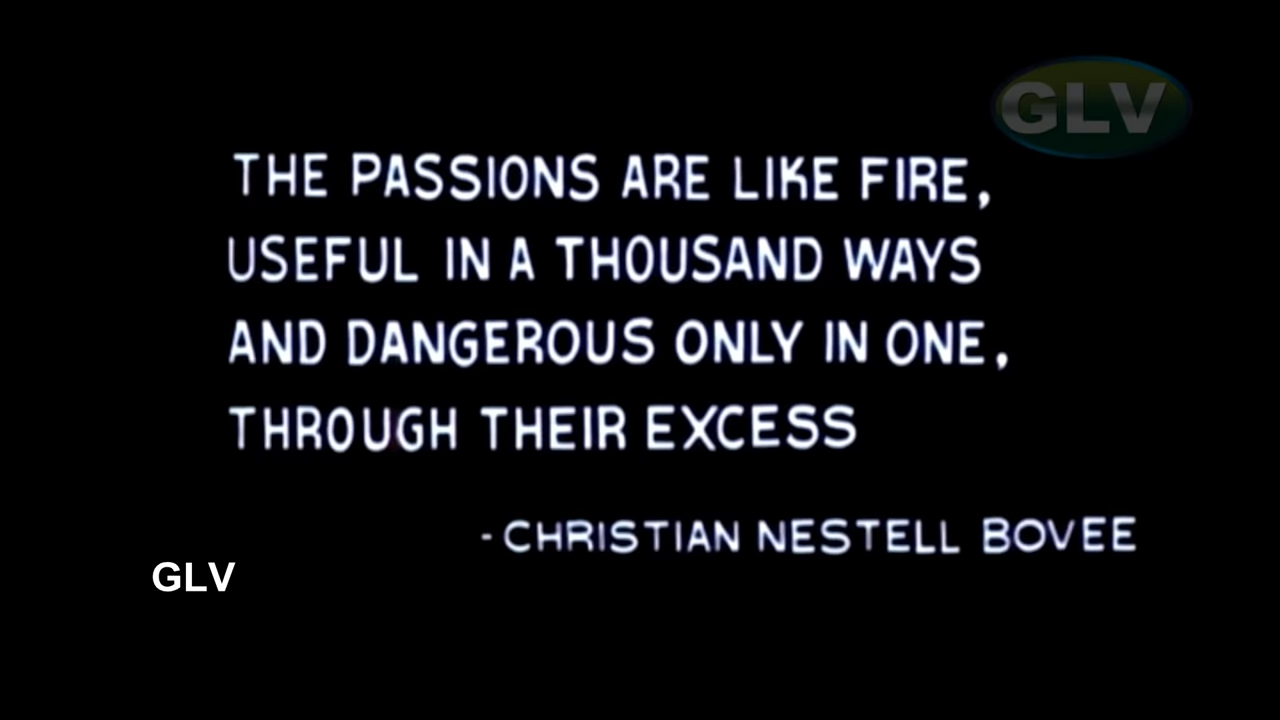 GLV
THE PASSIONS ARE LIKE FIRE,
USEFUL IN A THOUSAND WAYS
AND DANGEROUS ONLY IN ONE,
THROUGH THEIR EXCESS
-CHRISTIAN NESTELL BOVEE
GLV